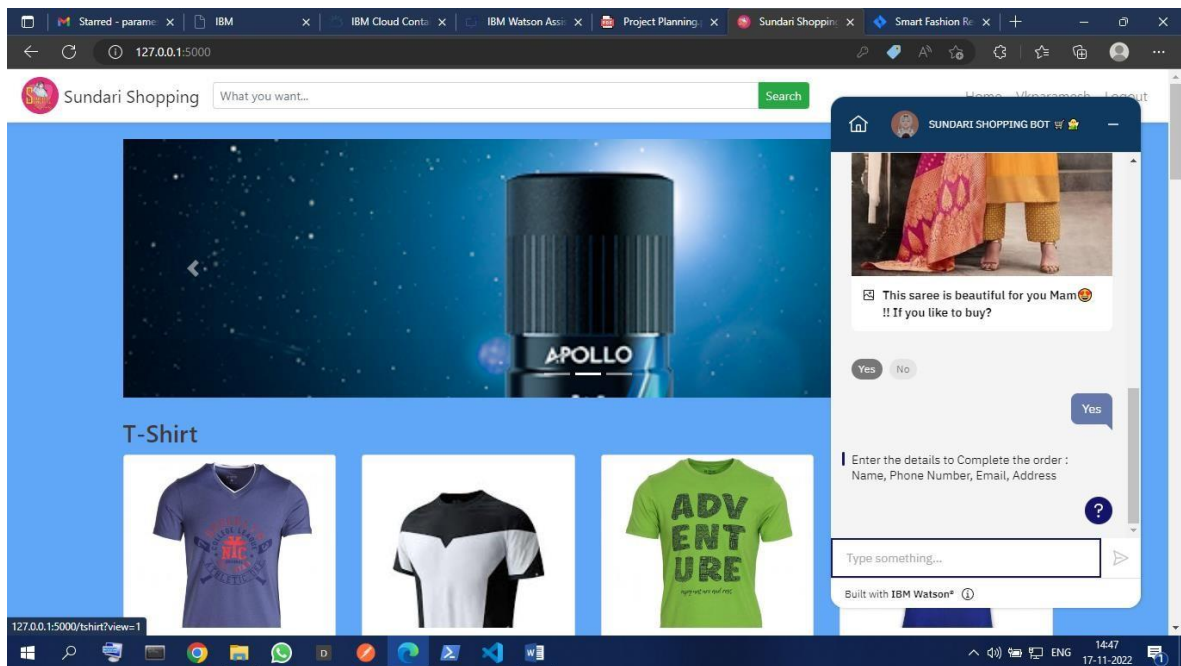 Starred - parame
IBM
IBM Cloud Conta
IBM Watson Assi
Project Planning.
Sundari Shopping
Smart Fashion Re
127.0.0.1:5000
Sundari Shopping
What you want...
Search
Home Vkparamesh Logout
SUNDARI SHOPPING BOT
This saree is beautiful for you Mam😍
!! If you like to buy?
Yes No
Yes
Enter the details to Complete the order :
Name, Phone Number, Email, Address
?
Type something...
Built with IBM Watson®
APOLLO
T-Shirt
NTC
ADV
ENT
URE
127.0.0.1:5000/tshirt?view=1
ENG
14:47
17-11-2022